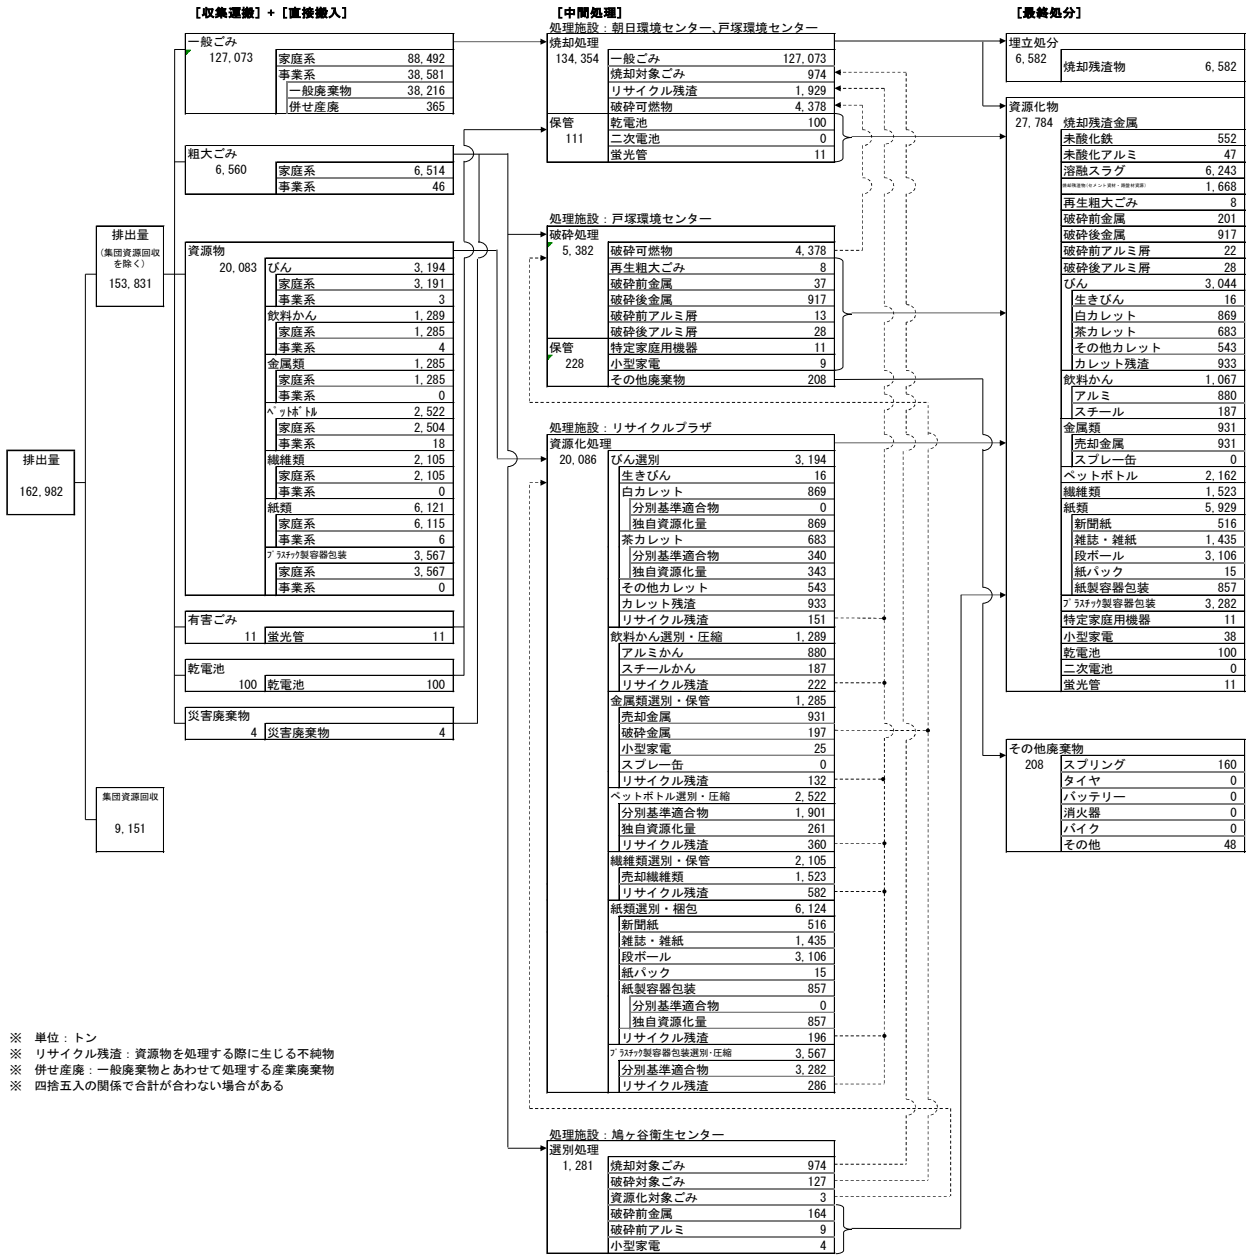 [収集運搬] + [直接搬入]
[中間処理]
[最終処分]
排出量
162,982
排出量
(集団資源回収
を除く)
153,831
集団資源回収
9,151
一般ごみ
127,073
家庭系 88,492
事業系 38,581
一般廃棄物 38,216
併せ産廃 365
粗大ごみ
6,560
家庭系 6,514
事業系 46
資源物
20,083 びん 3,194
家庭系 3,191
事業系 3
飲料かん 1,289
家庭系 1,285
事業系 4
金属類 1,285
家庭系 1,285
事業系 0
ペットボトル 2,522
家庭系 2,504
事業系 18
繊維類 2,105
家庭系 2,105
事業系 0
紙類 6,121
家庭系 6,115
事業系 6
プラスチック製容器包装 3,567
家庭系 3,567
事業系 0
有害ごみ
11 蛍光管 11
乾電池
100 乾電池 100
災害廃棄物
4 災害廃棄物 4
※ 単位：トン
※ リサイクル残渣：資源物を処理する際に生じる不純物
※ 併せ産廃：一般廃棄物とあわせて処理する産業廃棄物
※ 四捨五入の関係で合計が合わない場合がある
処理施設：朝日環境センター、戸塚環境センター
焼却処理
134,354 一般ごみ 127,073
焼却対象ごみ 974
リサイクル残渣 1,929
破砕可燃物 4,378
保管 乾電池 100
111 二次電池 0
蛍光管 11
処理施設：戸塚環境センター
破砕処理
5,382 破砕可燃物 4,378
再生粗大ごみ 8
破砕前金属 37
破砕後金属 917
破砕前アルミ屑 13
破砕後アルミ屑 28
保管 特定家庭用機器 11
228 小型家電 9
その他廃棄物 208
処理施設：リサイクルプラザ
資源化処理
20,086 びん選別 3,194
生きびん 16
白カレット 869
分別基準適合物 0
独自資源化量 869
茶カレット 683
分別基準適合物 340
独自資源化量 343
その他カレット 543
カレット残渣 933
リサイクル残渣 151
飲料かん選別・圧縮 1,289
アルミかん 880
スチールかん 187
リサイクル残渣 222
金属類選別・保管 1,285
売却金属 931
破砕金属 197
小型家電 25
スプレー缶 0
リサイクル残渣 132
ペットボトル選別・圧縮 2,522
分別基準適合物 1,901
独自資源化量 261
リサイクル残渣 360
繊維類選別・保管 2,105
売却繊維類 1,523
リサイクル残渣 582
紙類選別・梱包 6,124
新聞紙 516
雑誌・雑紙 1,435
段ボール 3,106
紙パック 15
紙製容器包装 857
分別基準適合物 0
独自資源化量 857
リサイクル残渣 196
プラスチック製容器包装選別・圧縮 3,567
分別基準適合物 3,282
リサイクル残渣 286
処理施設：鳩ヶ谷衛生センター
選別処理
1,281 焼却対象ごみ 974
破砕対象ごみ 127
資源化対象ごみ 3
破砕前金属 164
破砕前アルミ 9
小型家電 4
埋立処分
6,582
焼却残渣物 6,582
資源化物
27,784 焼却残渣金属
未酸化鉄 552
未酸化アルミ 47
溶融スラグ 6,243
1,668
再生粗大ごみ 8
破砕前金属 201
破砕後金属 917
破砕前アルミ屑 22
破砕後アルミ屑 28
びん 3,044
生きびん 16
白カレット 869
茶カレット 683
その他カレット 543
カレット残渣 933
飲料かん 1,067
アルミ 880
スチール 187
金属類 931
売却金属 931
スプレー缶 0
ペットボトル 2,162
繊維類 1,523
紙類 5,929
新聞紙 516
雑誌・雑紙 1,435
段ボール 3,106
紙パック 15
紙製容器包装 857
プラスチック製容器包装 3,282
特定家庭用機器 11
小型家電 38
乾電池 100
二次電池 0
蛍光管 11
その他廃棄物
208 スプリング 160
タイヤ 0
バッテリー 0
消火器 0
バイク 0
その他 48